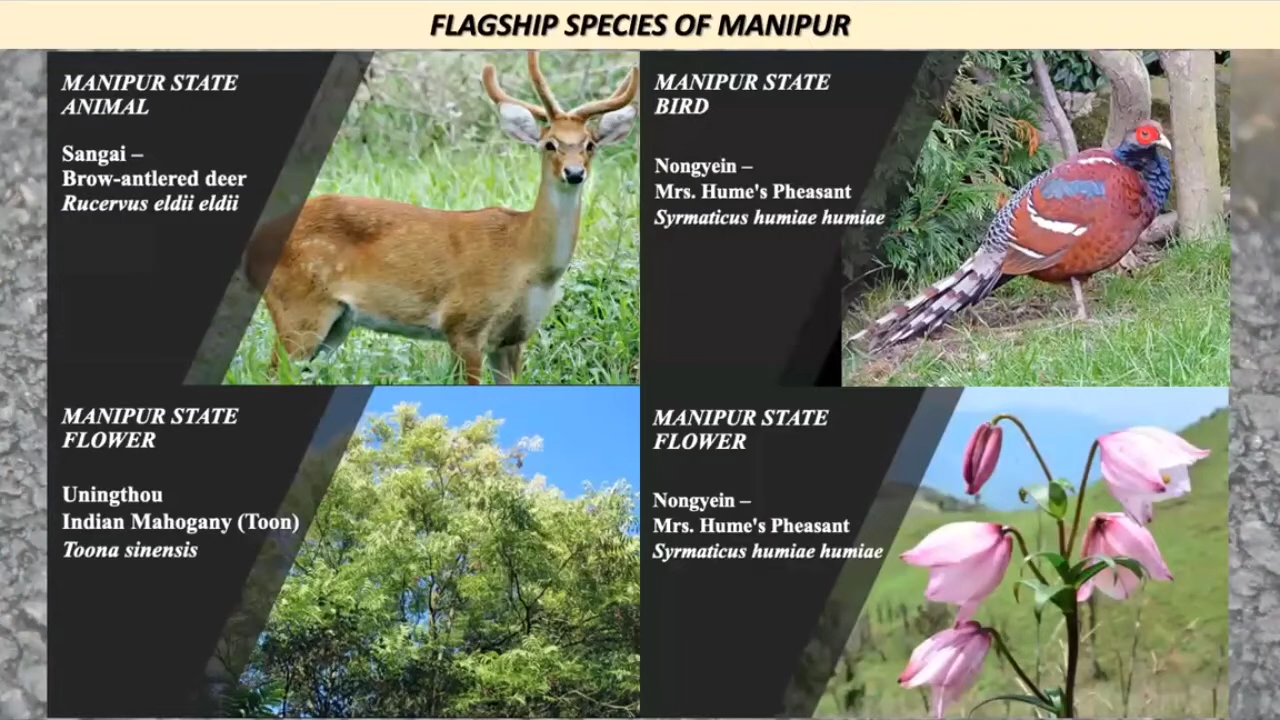 FLAGSHIP SPECIES OF MANIPUR
MANIPUR STATE
ANIMAL
Sangai –
Brow-antlered deer
Rucervus eldii eldii
MANIPUR STATE
BIRD
Nongyein –
Mrs. Hume's Pheasant
Syrmaticus humiae humiae
MANIPUR STATE
FLOWER
Uningthou
Indian Mahogany (Toon)
Toona sinensis
MANIPUR STATE
FLOWER
Nongyein –
Mrs. Hume's Pheasant
Syrmaticus humiae humiae